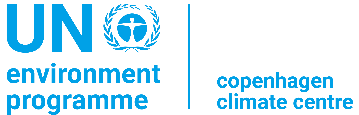 UN
environment
programme
copenhagen
climate centre